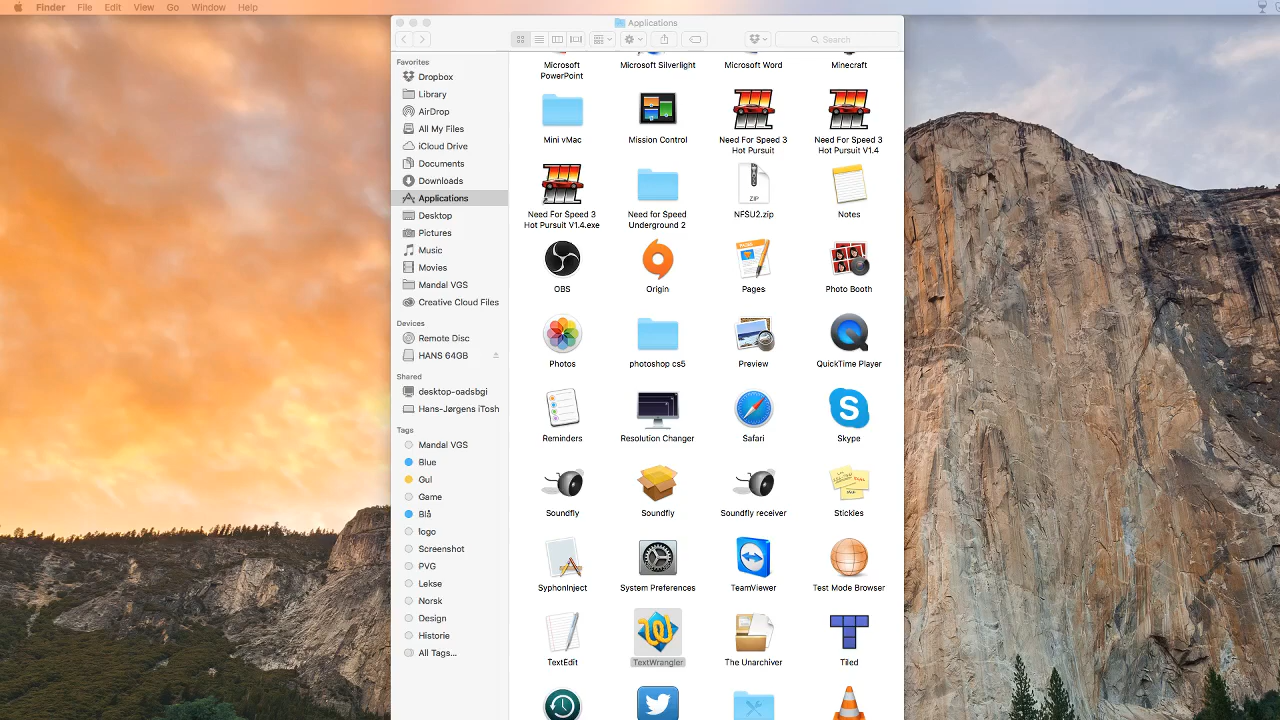 Finder File Edit View Go Window Help
Applications
Search
Favorites
Dropbox
Library
AirDrop
All My Files
iCloud Drive
Documents
Downloads
Applications
Desktop
Pictures
Music
Movies
Mandal VGS
Creative Cloud Files
Devices
Remote Disc
HANS 64GB
Shared
desktop-oadsbgi
Hans-Jørgens iTosh
Tags
Mandal VGS
Blue
Gul
Game
Blå
logo
Screenshot
PVG
Lekse
Norsk
Design
Historie
All Tags...
Microsoft PowerPoint
Microsoft Silverlight
Microsoft Word
Minecraft
Mini vMac
Mission Control
Need For Speed 3
Hot Pursuit
Need For Speed 3
Hot Pursuit V1.4
Need For Speed 3
Hot Pursuit V1.4.exe
Need for Speed
Underground 2
ZIP
NFSU2.zip
Notes
OBS
Origin
PAGES
Pages
Photo Booth
Photos
photoshop cs5
Preview
QuickTime Player
Reminders
Resolution Changer
Safari
Skype
Soundfly
Soundfly
Soundfly receiver
Stickies
SyphonInject
System Preferences
TeamViewer
Test Mode Browser
TextEdit
TextWrangler
The Unarchiver
Tiled